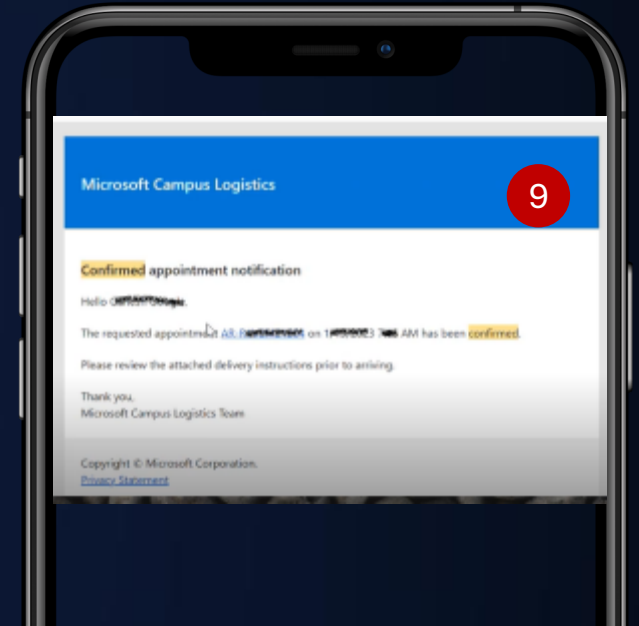 Microsoft Campus Logistics
9
Confirmed appointment notification
Hello
The requested appointment on AM has been confirmed.
Please review the attached delivery instructions prior to arriving.
Thank you,
Microsoft Campus Logistics Team
Copyright © Microsoft Corporation.
Privacy Statement